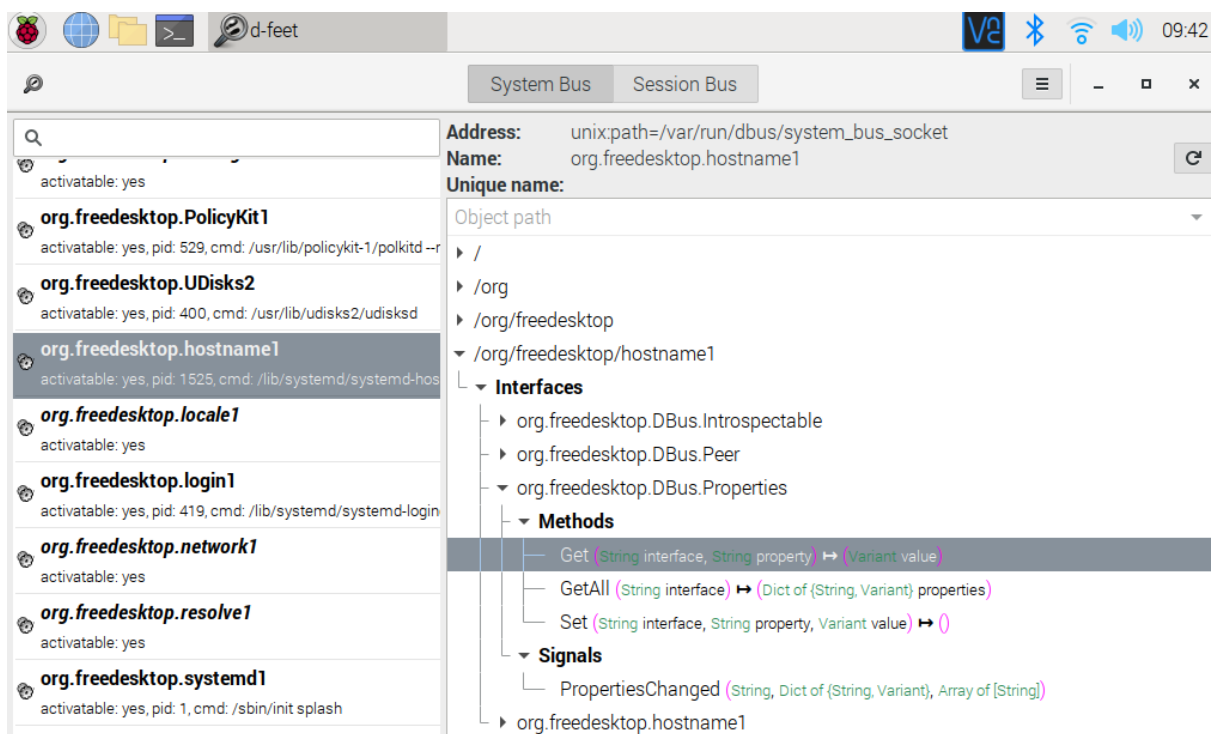 d-feet
09:42
System Bus
Session Bus
activatable: yes
org.freedesktop.PolicyKit1
activatable: yes, pid: 529, cmd: /usr/lib/policykit-1/polkitd --r
org.freedesktop.UDisks2
activatable: yes, pid: 400, cmd: /usr/lib/udisks2/udisksd
org.freedesktop.hostname1
activatable: yes, pid: 1525, cmd: /lib/systemd/systemd-hos
org.freedesktop.locale1
activatable: yes
org.freedesktop.login1
activatable: yes, pid: 419, cmd: /lib/systemd/systemd-login
org.freedesktop.network1
activatable: yes
org.freedesktop.resolve1
activatable: yes
org.freedesktop.systemd1
activatable: yes, pid: 1, cmd: /sbin/init splash
Address: unix:path=/var/run/dbus/system_bus_socket
Name: org.freedesktop.hostname1
Unique name:
Object path
/
/org
/org/freedesktop
/org/freedesktop/hostname1
Interfaces
org.freedesktop.DBus.Introspectable
org.freedesktop.DBus.Peer
org.freedesktop.DBus.Properties
Methods
Get (String interface, String property) ↦ (Variant value)
GetAll (String interface) ↦ (Dict of {String, Variant} properties)
Set (String interface, String property, Variant value) ↦ ()
Signals
PropertiesChanged (String, Dict of {String, Variant}, Array of [String])
org.freedesktop.hostname1